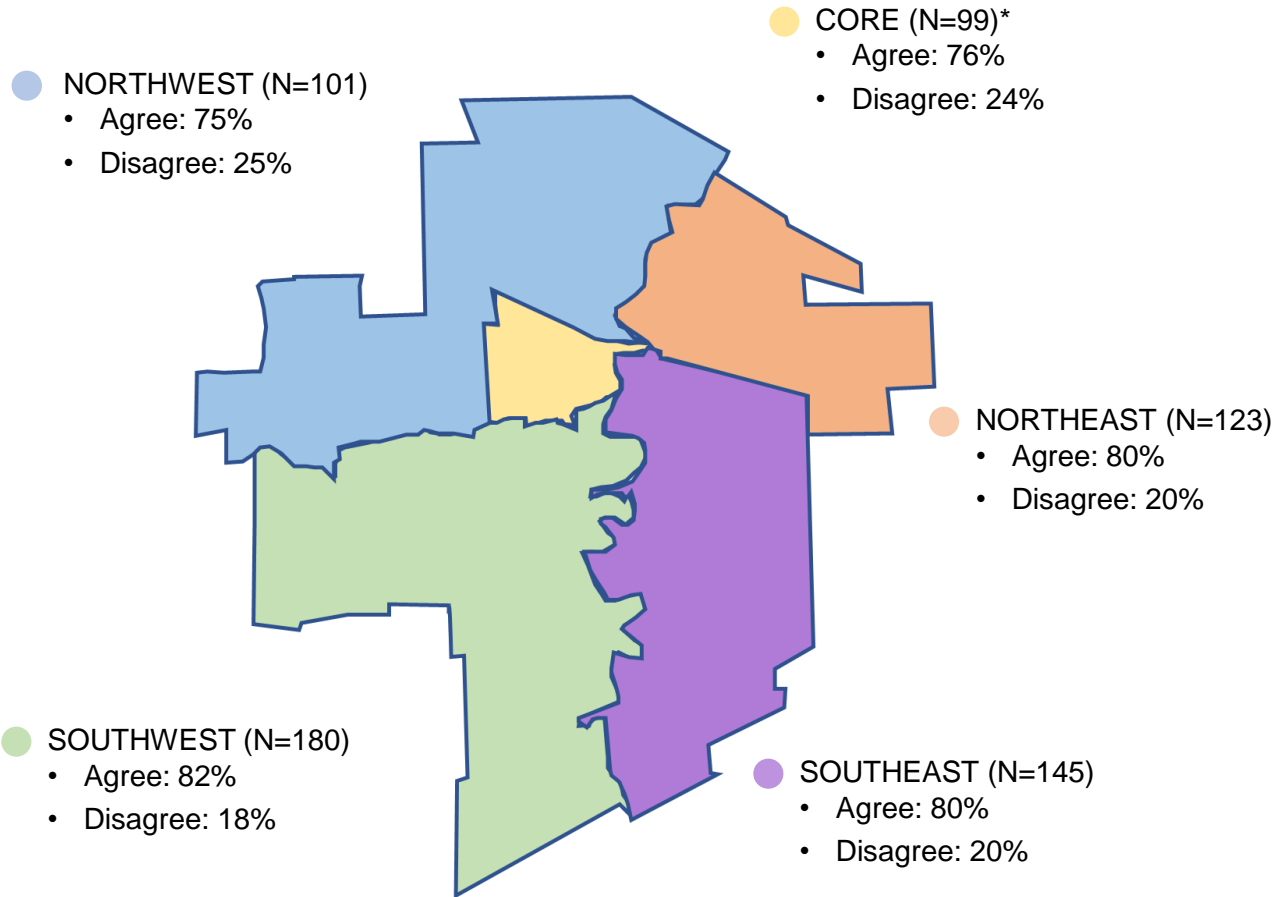 CORE (N=99)*
• Agree: 76%
• Disagree: 24%
NORTHWEST (N=101)
• Agree: 75%
• Disagree: 25%
NORTHEAST (N=123)
• Agree: 80%
• Disagree: 20%
SOUTHWEST (N=180)
• Agree: 82%
• Disagree: 18%
SOUTHEAST (N=145)
• Agree: 80%
• Disagree: 20%